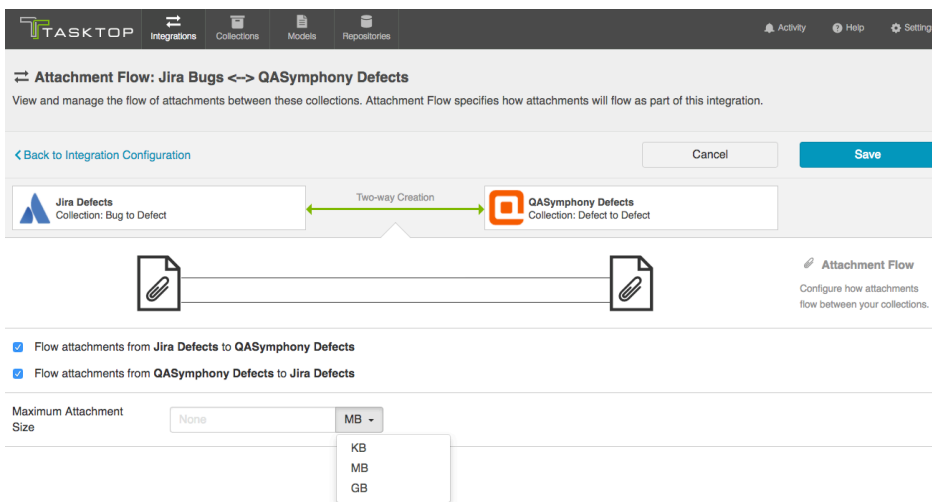 TASKTOP
Integrations
Collections
Models
Repositories
Activity
Help
Setting
Attachment Flow: Jira Bugs <--> QASymphony Defects
View and manage the flow of attachments between these collections. Attachment Flow specifies how attachments will flow as part of this integration.
Back to Integration Configuration
Cancel
Save
Jira Defects
Collection: Bug to Defect
Two-way Creation
QASymphony Defects
Collection: Defect to Defect
Attachment Flow
Configure how attachments
flow between your collections.
Flow attachments from Jira Defects to QASymphony Defects
Flow attachments from QASymphony Defects to Jira Defects
Maximum Attachment
Size
None
MB
KB
MB
GB